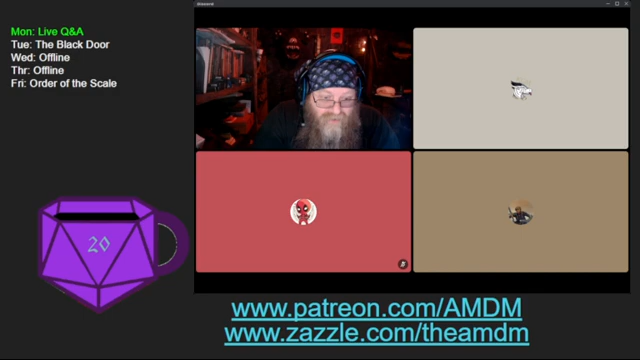 Mon: Live Q&A
Tue: The Black Door
Wed: Offline
Thr: Offline
Fri: Order of the Scale
discord
20
www.patreon.com/AMDM
www.zazzle.com/theamdm